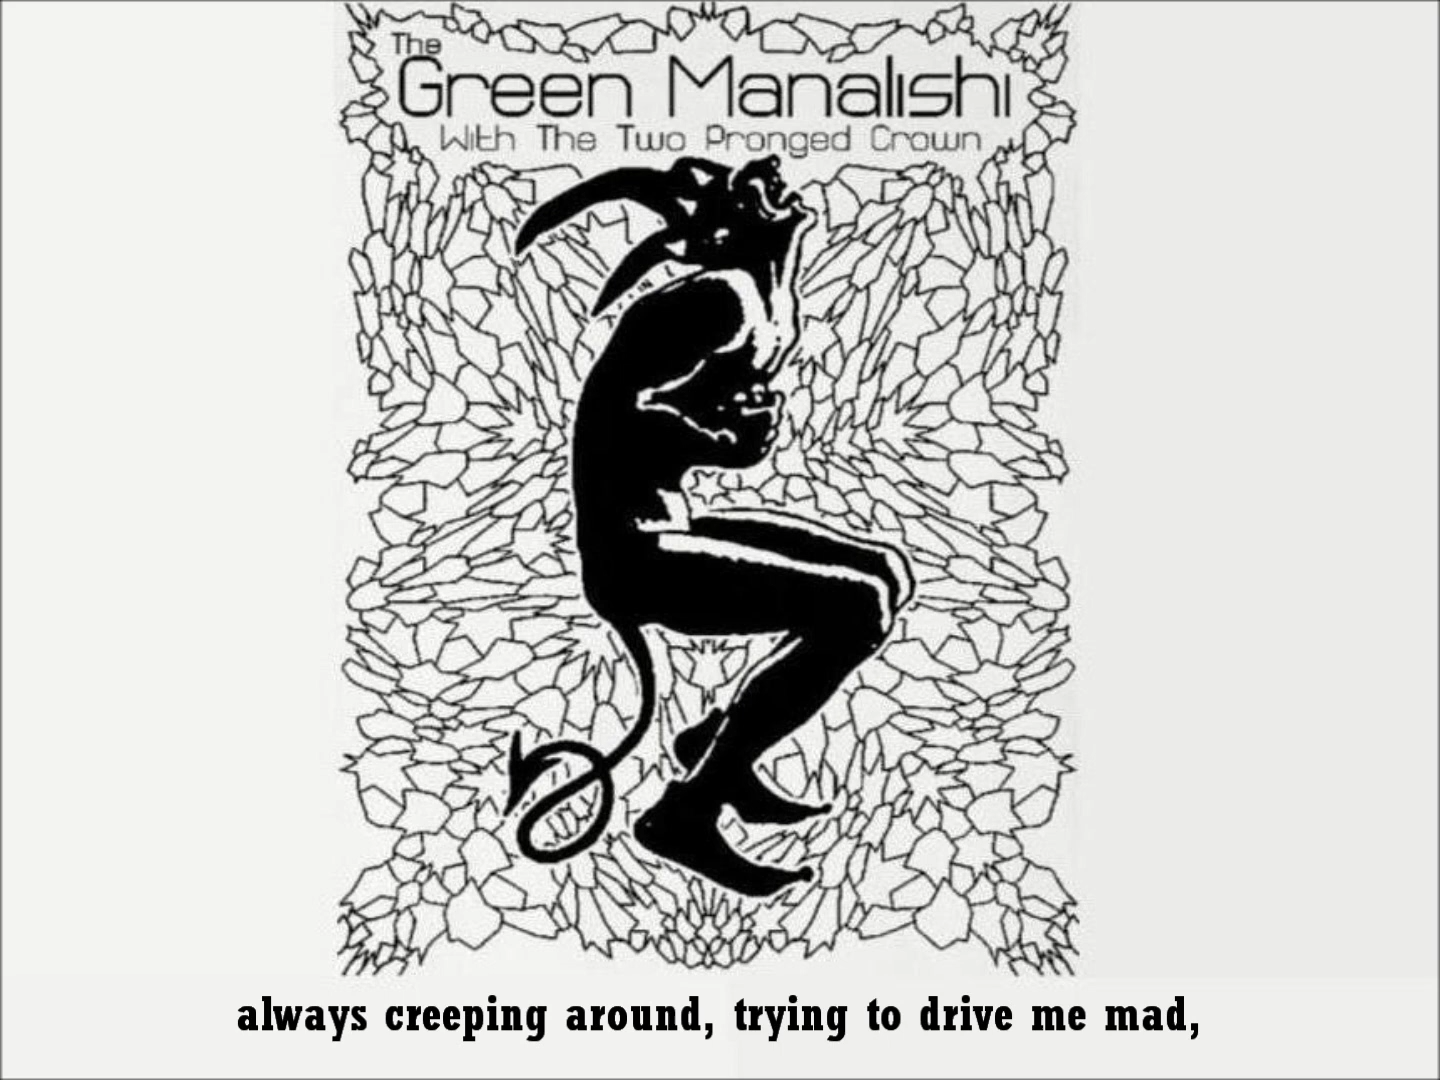 The
Green Manalishi
With The Two Pronged Crown
always creeping around, trying to drive me mad,